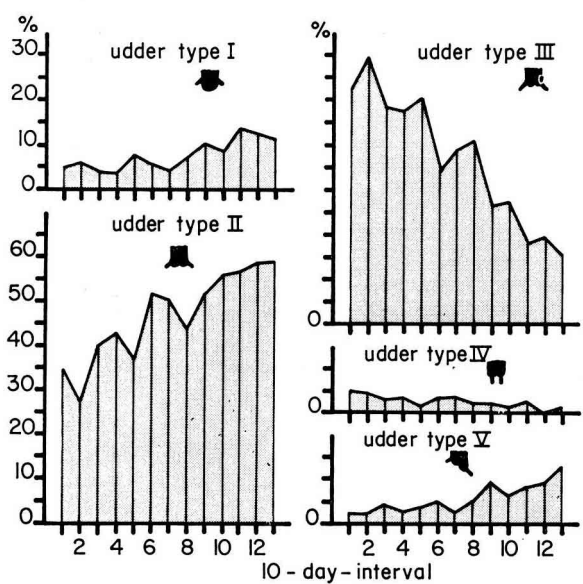 %
30
udder type I
20
10
0
udder type II
60
50
40
30
20
10
0
2 4 6 8 10 12
%
udder type III
0
udder type IV
0
udder type V
0
2 4 6 8 10 12
10-day-interval